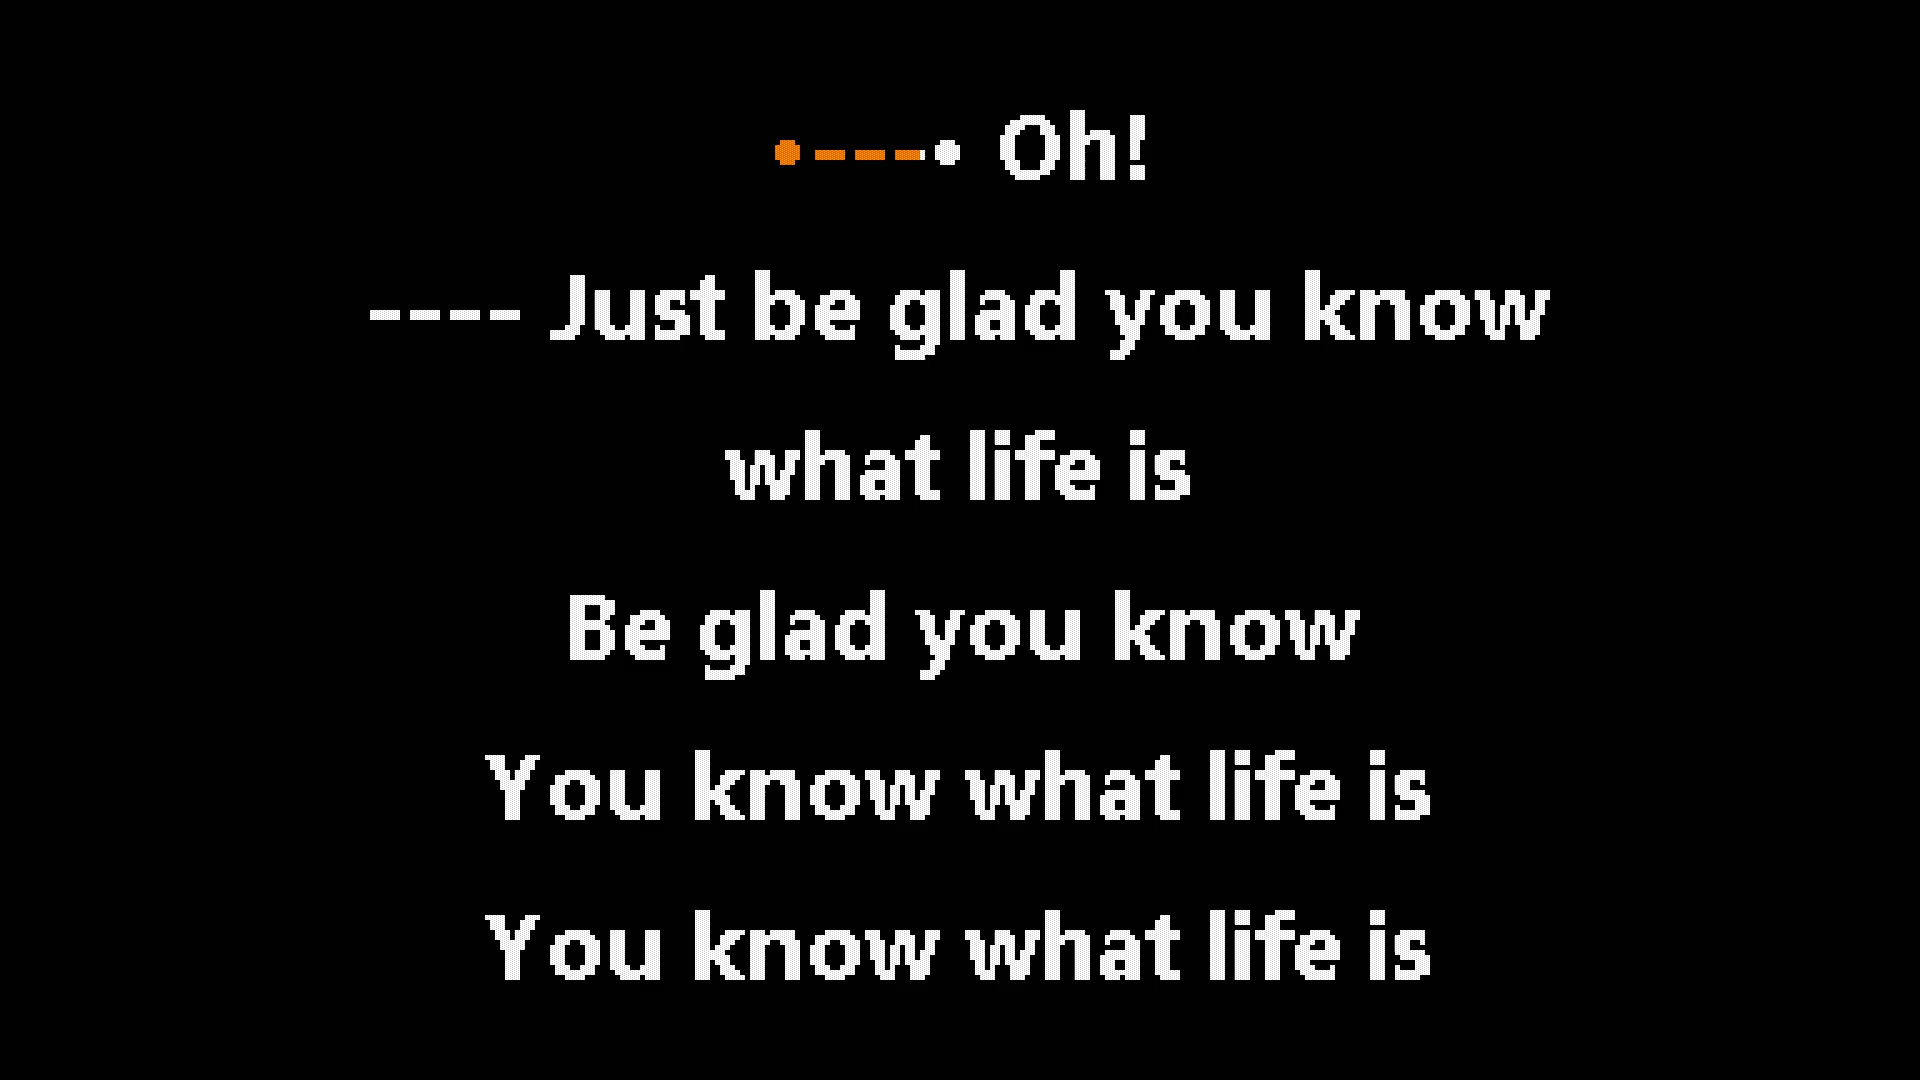 •---• Oh!
---- Just be glad you know
what life is
Be glad you know
You know what life is
You know what life is